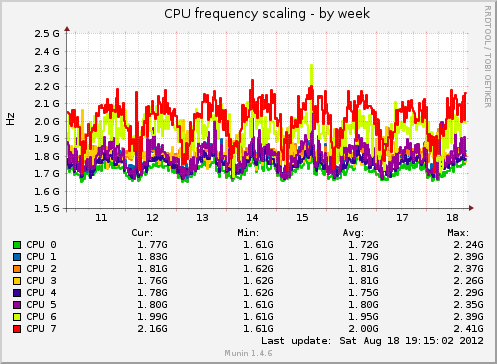 CPU frequency scaling - by week
RRDTOOL / TOBI OETIKER
Hz
2.5 G
2.4 G
2.3 G
2.2 G
2.1 G
2.0 G
1.9 G
1.8 G
1.7 G
1.6 G
1.5 G
11 12 13 14 15 16 17 18
Cur: Min: Avg: Max:
CPU 0 1.77G 1.61G 1.72G 2.24G
CPU 1 1.83G 1.61G 1.79G 2.39G
CPU 2 1.81G 1.62G 1.81G 2.37G
CPU 3 1.76G 1.62G 1.81G 2.26G
CPU 4 1.78G 1.62G 1.75G 2.29G
CPU 5 1.80G 1.61G 1.80G 2.35G
CPU 6 1.99G 1.61G 1.95G 2.39G
CPU 7 2.16G 1.61G 2.00G 2.41G
Last update: Sat Aug 18 19:15:02 2012
Munin 1.4.6